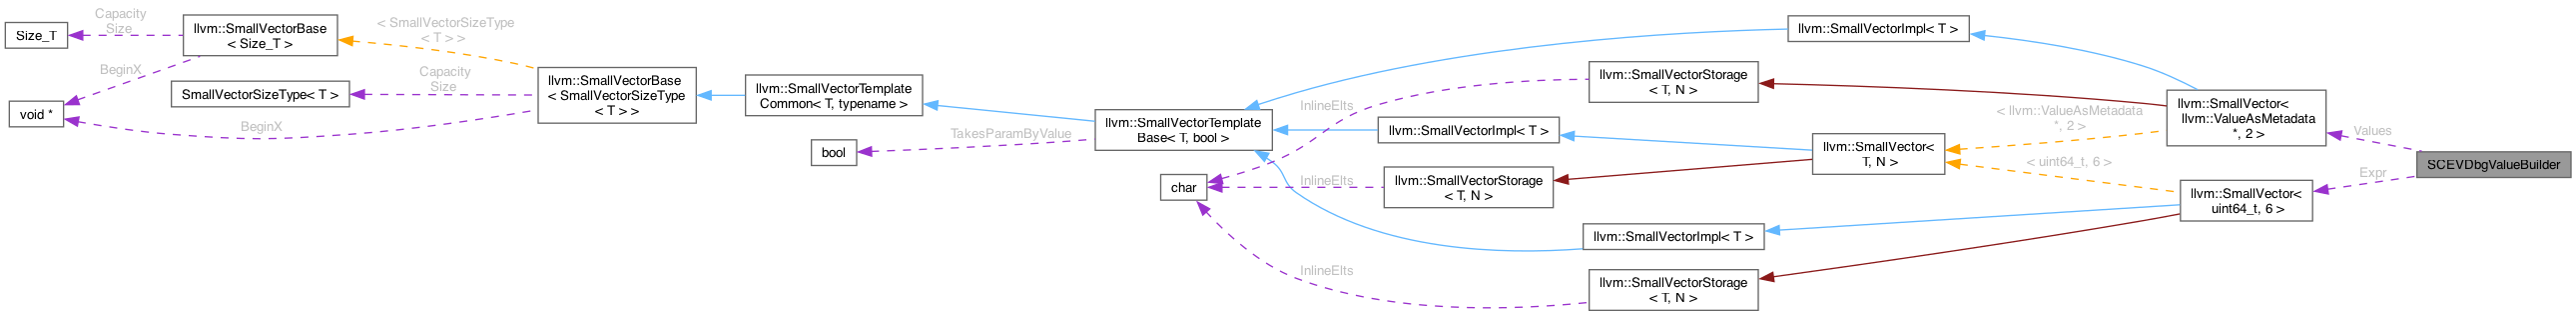 Size_T
Capacity
Size
llvm::SmallVectorBase
< Size_T >
< SmallVectorSizeType
< T > >
BeginX
void *
SmallVectorSizeType< T >
Capacity
Size
BeginX
llvm::SmallVectorBase
< SmallVectorSizeType
< T > >
llvm::SmallVectorTemplate
Common< T, typename >
TakesParamByValue
bool
llvm::SmallVectorTemplate
Base< T, bool >
char
InlineElts
InlineElts
InlineElts
llvm::SmallVectorImpl< T >
llvm::SmallVectorStorage
< T, N >
llvm::SmallVectorImpl< T >
llvm::SmallVectorStorage
< T, N >
llvm::SmallVectorImpl< T >
llvm::SmallVectorStorage
< T, N >
llvm::SmallVector<
T, N >
< llvm::ValueAsMetadata
*, 2 >
< uint64_t, 6 >
llvm::SmallVector<
llvm::ValueAsMetadata
*, 2 >
llvm::SmallVector<
uint64_t, 6 >
Values
Expr
SCEVDbgValueBuilder